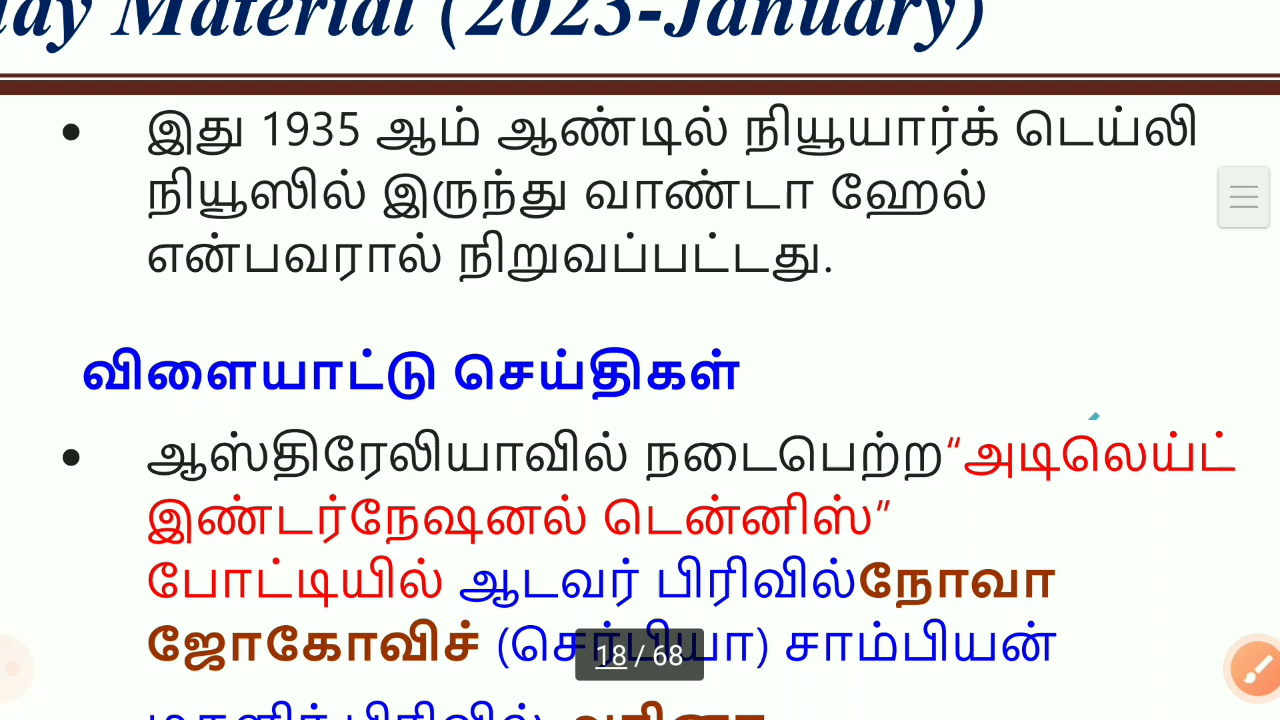 Material (2023-January)
• இது 1935 ஆம் ஆண்டில் நியூயார்க் டெய்லி
நியூஸில் இருந்து வாண்டா ஹேல்
என்பவரால் நிறுவப்பட்டது.
விளையாட்டு செய்திகள்
• ஆஸ்திரேலியாவில் நடைபெற்ற“அடிலெய்ட்
இண்டர்நேஷனல் டென்னிஸ்”
போட்டியில் ஆடவர் பிரிவில்நோவா
ஜோகோவிச் (செர்பியா) சாம்பியன்
18 / 68